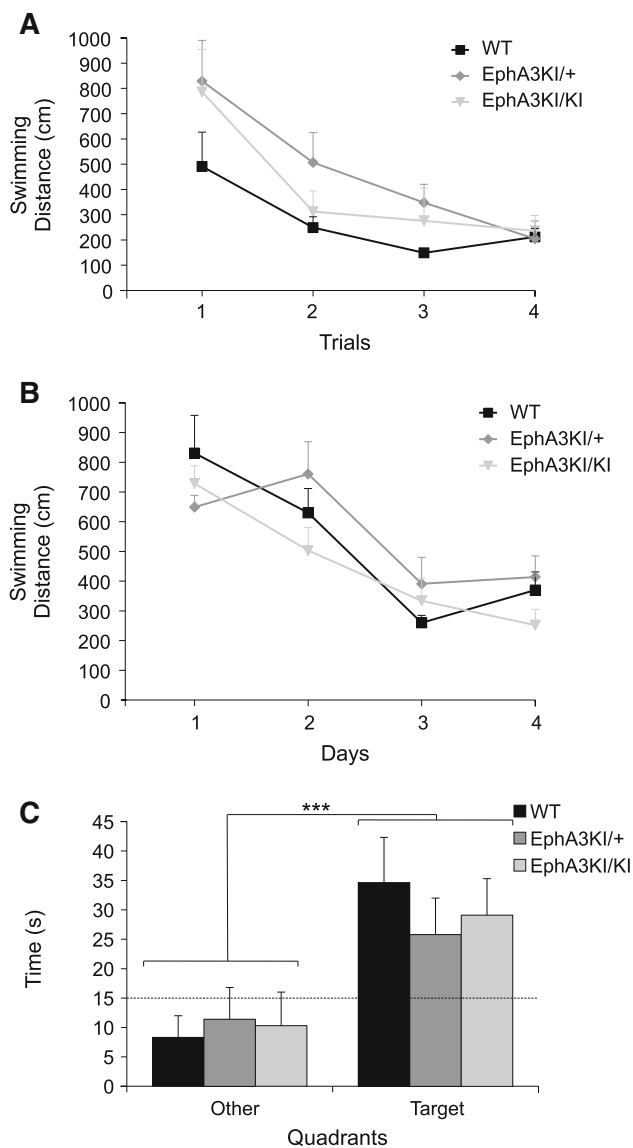 A
1000
900
800
700
600
500
400
300
200
100
0
Swimming
Distance (cm)
WT
EphA3KI/+
EphA3KI/KI
1 2 3 4
Trials
B
1000
900
800
700
600
500
400
300
200
100
0
Swimming
Distance (cm)
WT
EphA3KI/+
EphA3KI/KI
1 2 3 4
Days
C
45
40
35
30
25
20
15
10
5
0
Time (s)
***
WT
EphA3KI/+
EphA3KI/KI
Other Target
Quadrants